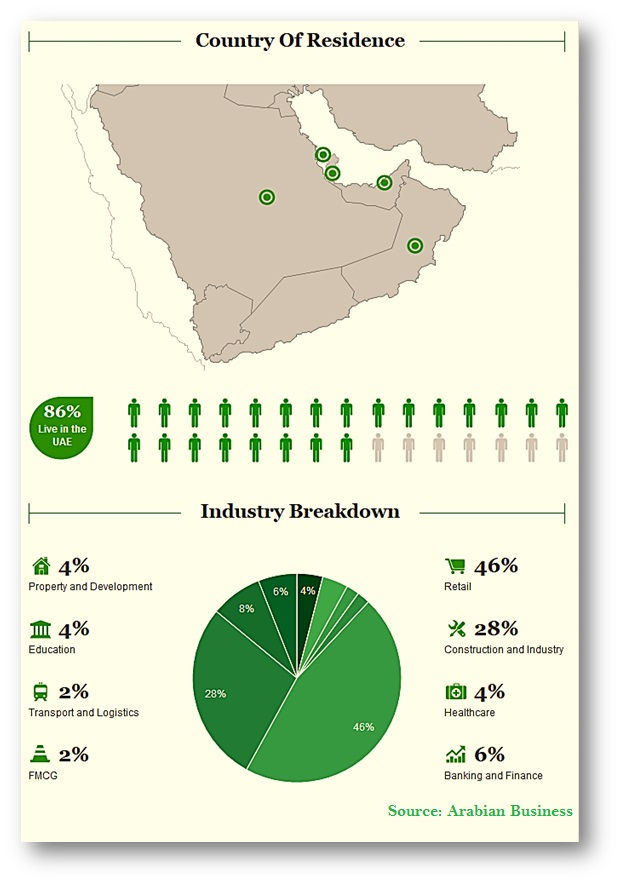 Country Of Residence
86%
Live in the
UAE
Industry Breakdown
4%
Property and Development
4%
Education
2%
Transport and Logistics
2%
FMCG
6%
4%
8%
28%
46%
46%
Retail
28%
Construction and Industry
4%
Healthcare
6%
Banking and Finance
Source: Arabian Business